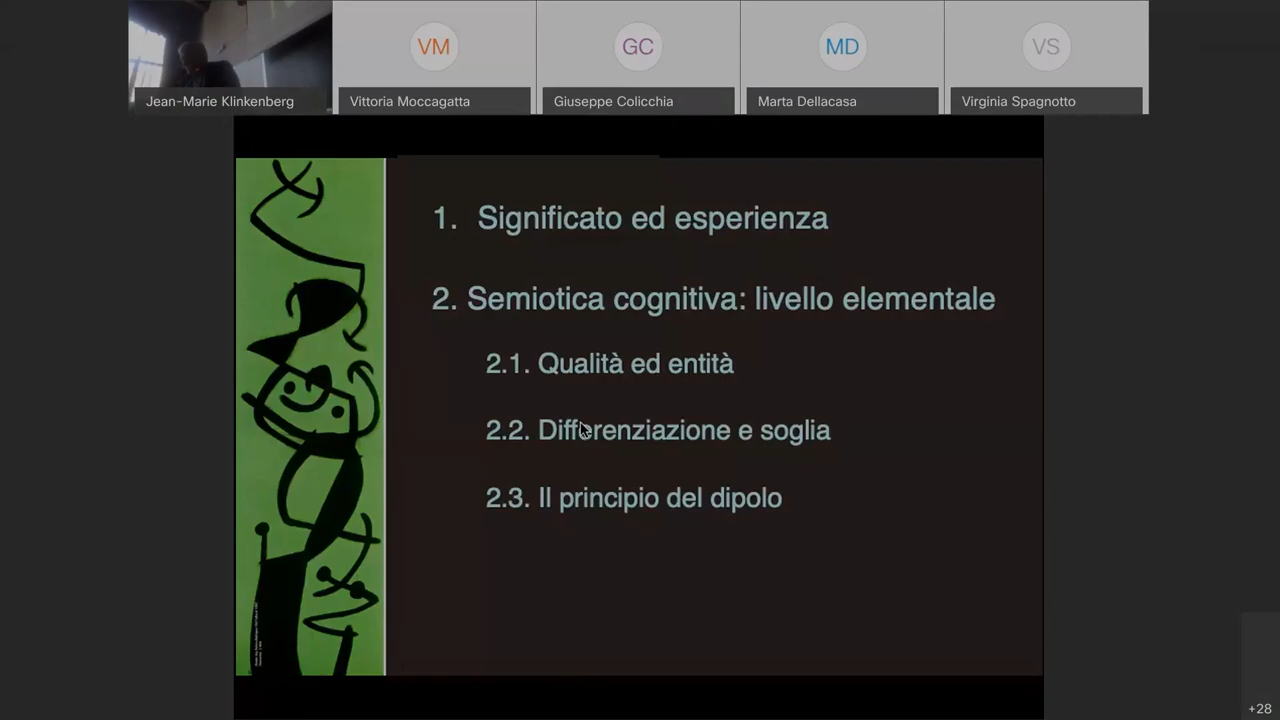 VM
GC
MD
VS
Jean-Marie Klinkenberg
Vittoria Moccagatta
Giuseppe Colicchia
Marta Dellacasa
Virginia Spagnotto
1. Significato ed esperienza
2. Semiotica cognitiva: livello elementale
2.1. Qualità ed entità
2.2. Differenziazione e soglia
2.3. Il principio del dipolo
+28